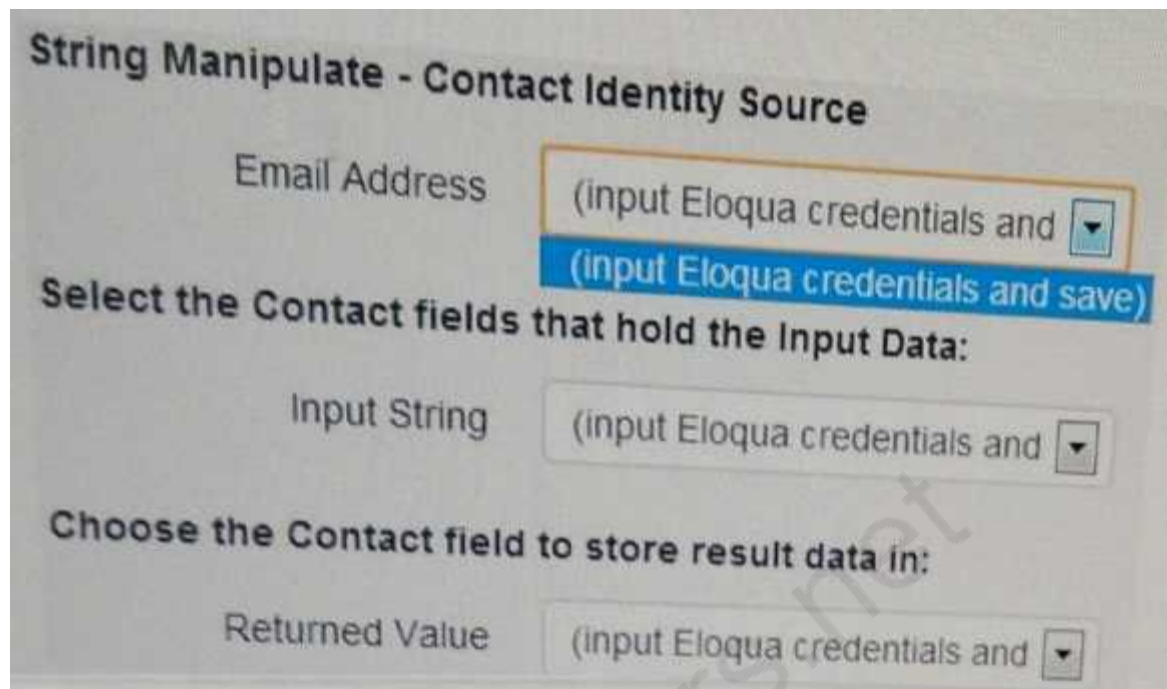 String Manipulate - Contact Identity Source
Email Address (input Eloqua credentials and
(input Eloqua credentials and save)
Select the Contact fields that hold the Input Data:
Input String (input Eloqua credentials and
Choose the Contact field to store result data in:
Returned Value (input Eloqua credentials and